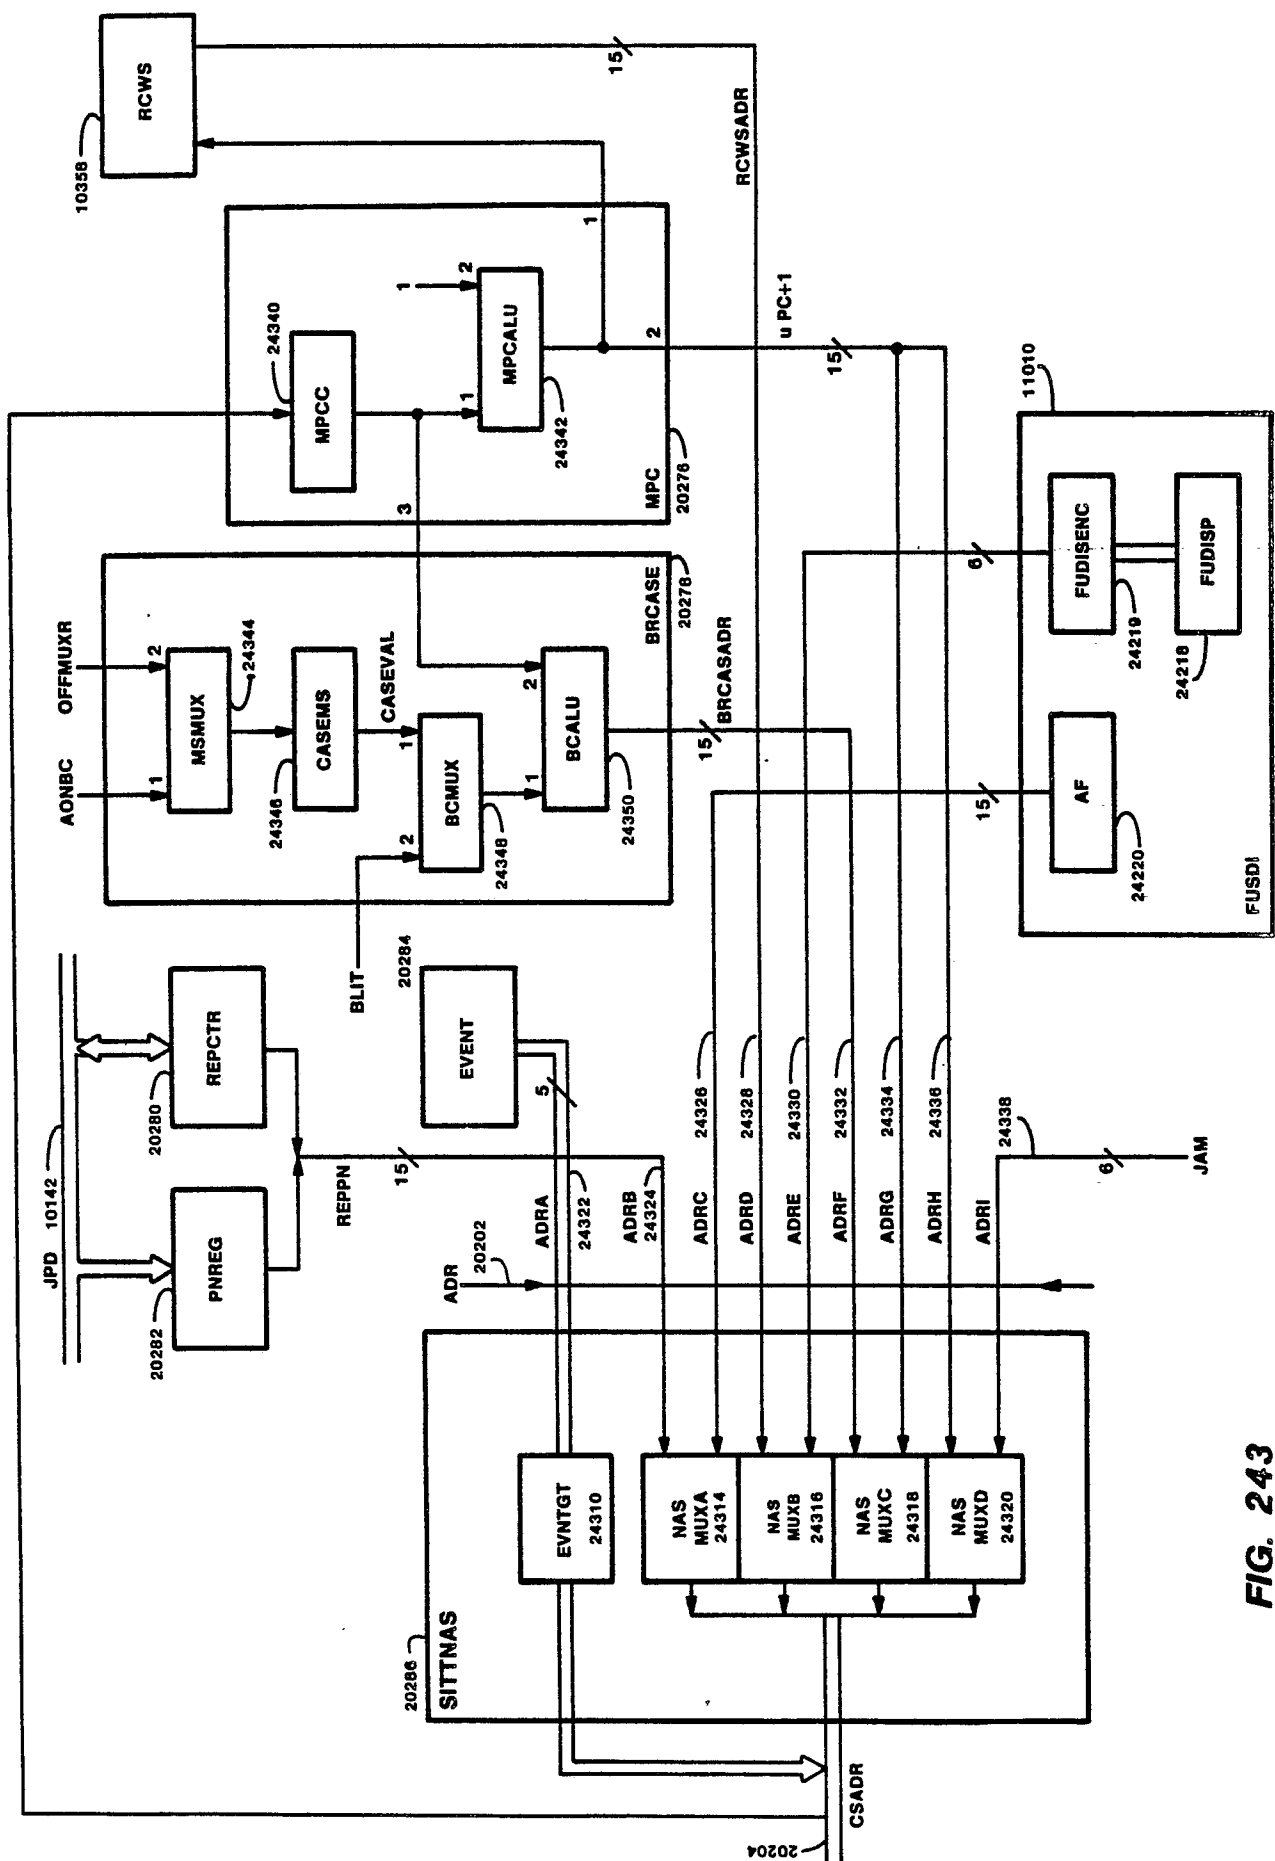 10358
RCWS
15
RCWSADR
24340
MPCC
1
2
1
MPCALU
24342
1
2
3
MPC
20276
u PC+1
15
OFFMUXR
AONBC
2
1
MSMUX
24344
CASEMS
24346
CASEVAL
1
2
BCMUX
24348
BLIT
2
1
BCALU
24350
BRCASE
20278
15
BRCASADR
11010
FUDISENC
24219
FUDISP
24218
6
AF
24220
15
FUSDI
JPD
10142
REPCTR
20280
PNREG
20282
REPPN
15
EVENT
20284
5
ADRA
24322
ADRB
24324
ADRC
24326
ADRD
24328
ADRE
24330
ADRF
24332
ADRG
24334
ADRH
24336
ADRI
24338
6
JAM
ADR
20202
20286
SITTNAS
EVNTGT
24310
NAS
MUXA
24314
NAS
MUXB
24316
NAS
MUXC
24318
NAS
MUXD
24320
CSADR
20204
FIG. 243